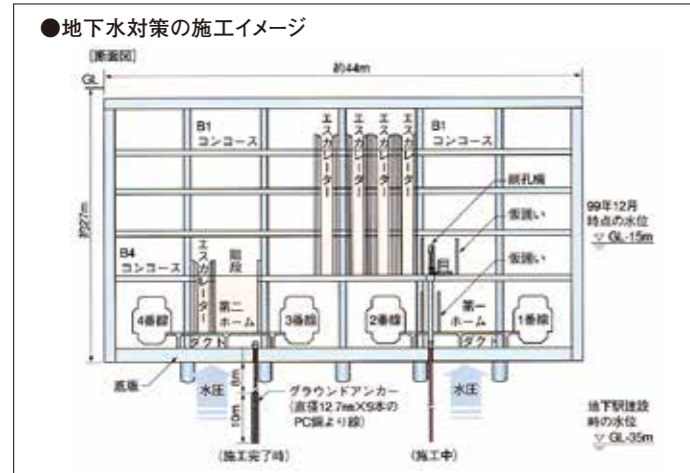 ●地下水対策の施工イメージ
[断面図]
約44m
GL
約27m
B1
コンコース
エスカレーター
エスカレーター
エスカレーター
エスカレーター
B1
コンコース
削孔機
仮囲い
99年12月
時点の水位
▽ GL-15m
B4
コンコース
エスカレーター
階段
仮囲い
4番線
第二
ホーム
3番線
2番線
第一
ホーム
1番線
ダクト
ダクト
底版
水圧
8m
10m
グラウンドアンカー
(直径12.7mm×9本の
PC鋼より線)
水圧
地下駅建設
時の水位
▽ GL-35m
(施工完了時)
(施工中)